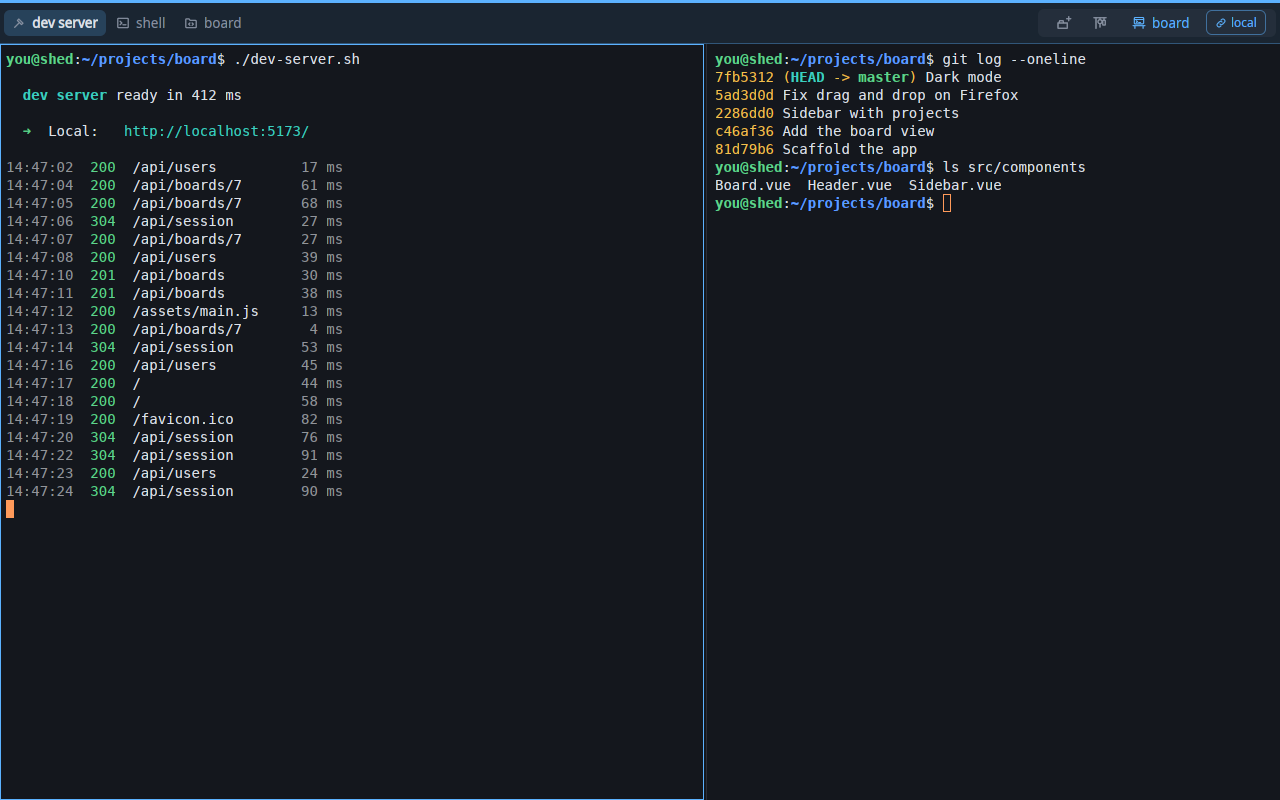 dev server shell board board local
you@shed:~/projects/board$ ./dev-server.sh
dev server ready in 412 ms
➜ Local: http://localhost:5173/
14:47:02 200 /api/users 17 ms
14:47:04 200 /api/boards/7 61 ms
14:47:05 200 /api/boards/7 68 ms
14:47:06 304 /api/session 27 ms
14:47:07 200 /api/boards/7 27 ms
14:47:08 200 /api/users 39 ms
14:47:10 201 /api/boards 30 ms
14:47:11 201 /api/boards 38 ms
14:47:12 200 /assets/main.js 13 ms
14:47:13 200 /api/boards/7 4 ms
14:47:14 304 /api/session 53 ms
14:47:16 200 /api/users 45 ms
14:47:17 200 / 44 ms
14:47:18 200 / 58 ms
14:47:19 200 /favicon.ico 82 ms
14:47:20 304 /api/session 76 ms
14:47:22 304 /api/session 91 ms
14:47:23 200 /api/users 24 ms
14:47:24 304 /api/session 90 ms
you@shed:~/projects/board$ git log --oneline
7fb5312 (HEAD -> master) Dark mode
5ad3d0d Fix drag and drop on Firefox
2286dd0 Sidebar with projects
c46af36 Add the board view
81d79b6 Scaffold the app
you@shed:~/projects/board$ ls src/components
Board.vue Header.vue Sidebar.vue
you@shed:~/projects/board$